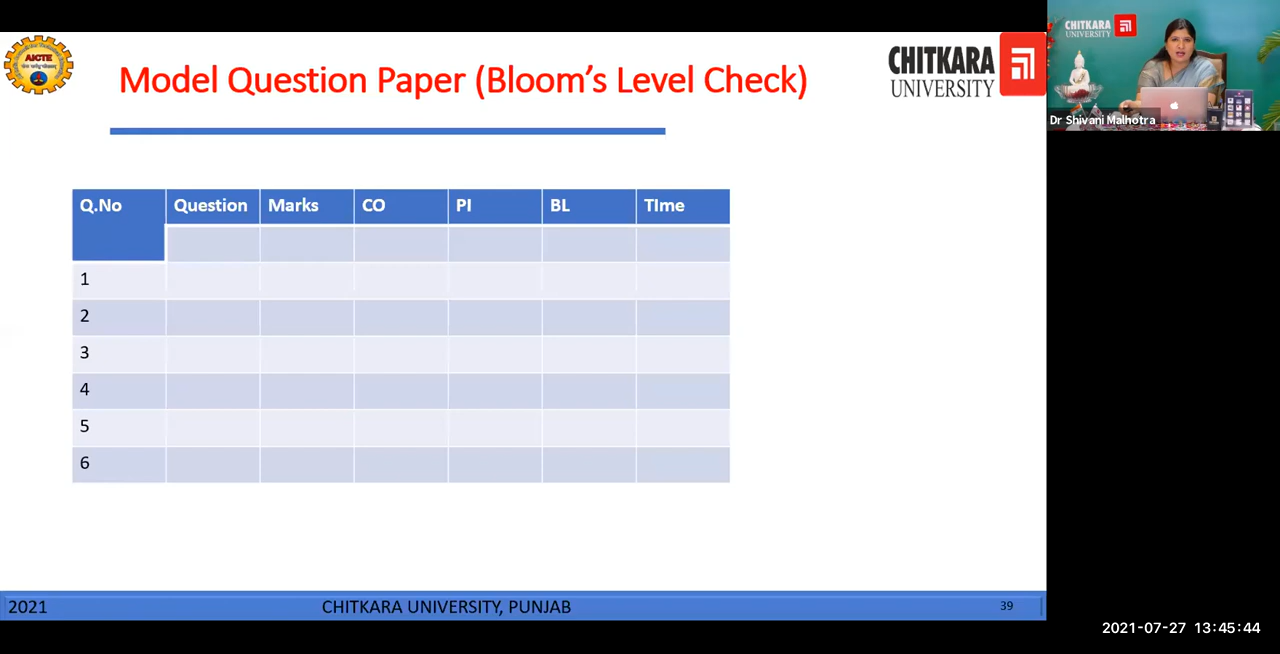 AICTE
Model Question Paper (Bloom's Level Check)
CHITKARA
UNIVERSITY
CHITKARA
UNIVERSITY
Dr Shivani Malhotra
Q.No Question Marks CO PI BL TIme
1
2
3
4
5
6
2021 CHITKARA UNIVERSITY, PUNJAB 39
2021-07-27 13:45:44